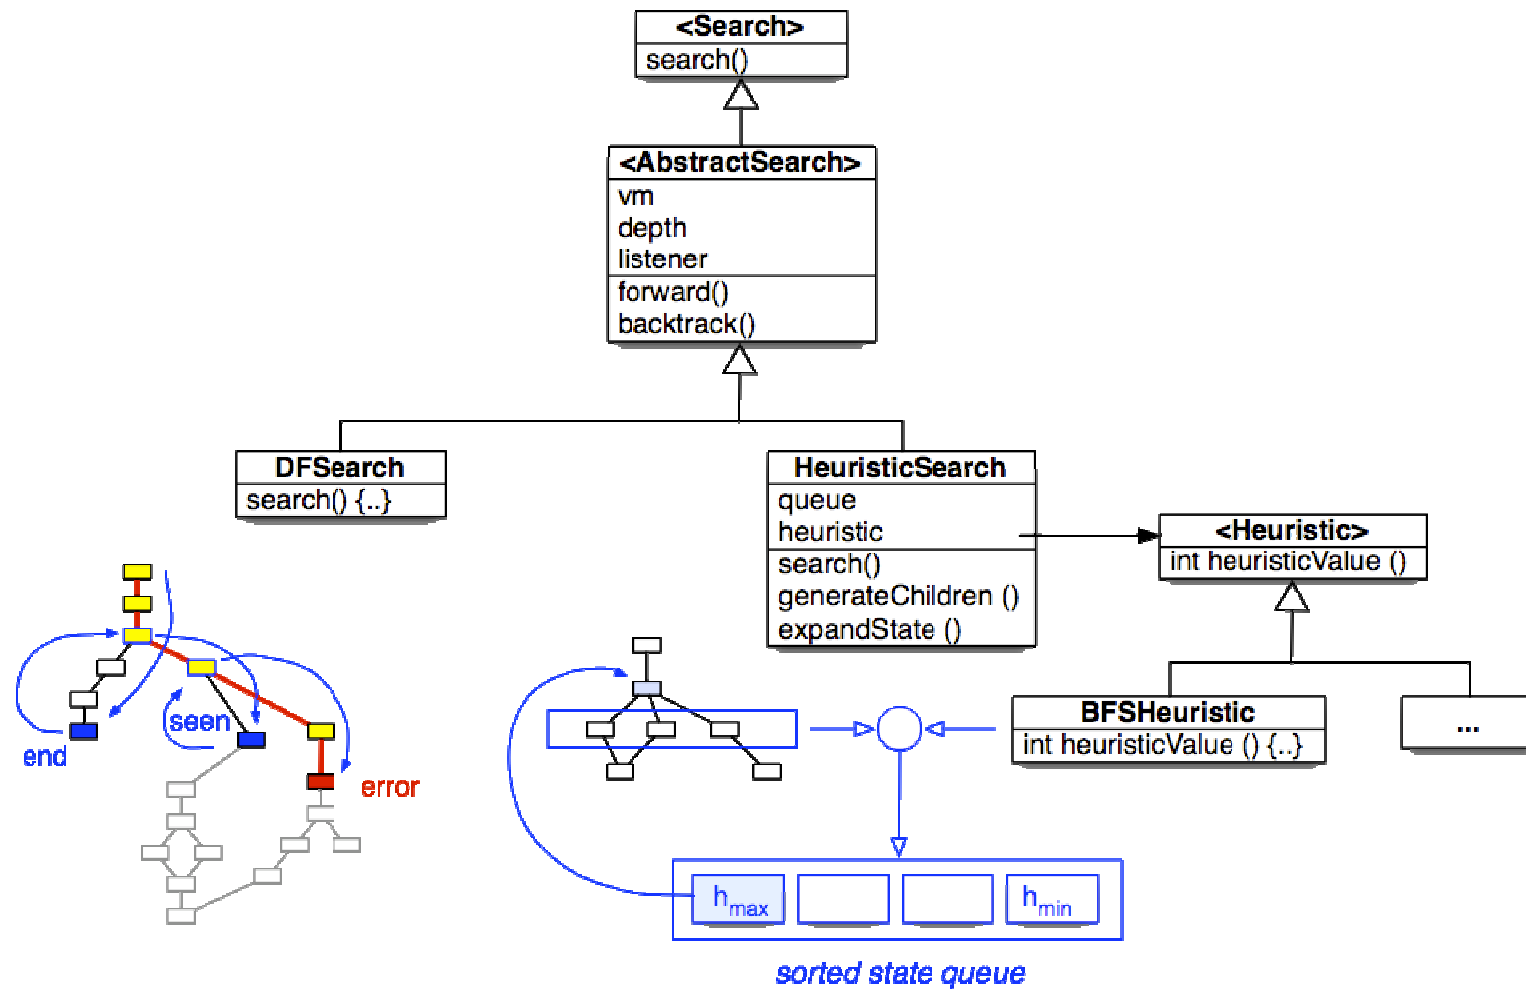 <Search>
search()
<AbstractSearch>
vm
depth
listener
forward()
backtrack()
DFSearch
search() {..}
HeuristicSearch
queue
heuristic
search()
generateChildren ()
expandState ()
<Heuristic>
int heuristicValue ()
BFSHeuristic
int heuristicValue () {..}
...
seen
end
error
hmax
hmin
sorted state queue